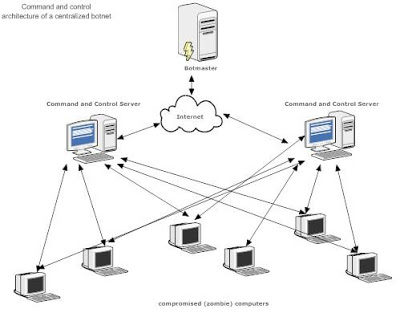 Command and control
architecture of a centralized botnet
Botmaster
Command and Control Server
Command and Control Server
Internet
compromised (zombie) computers